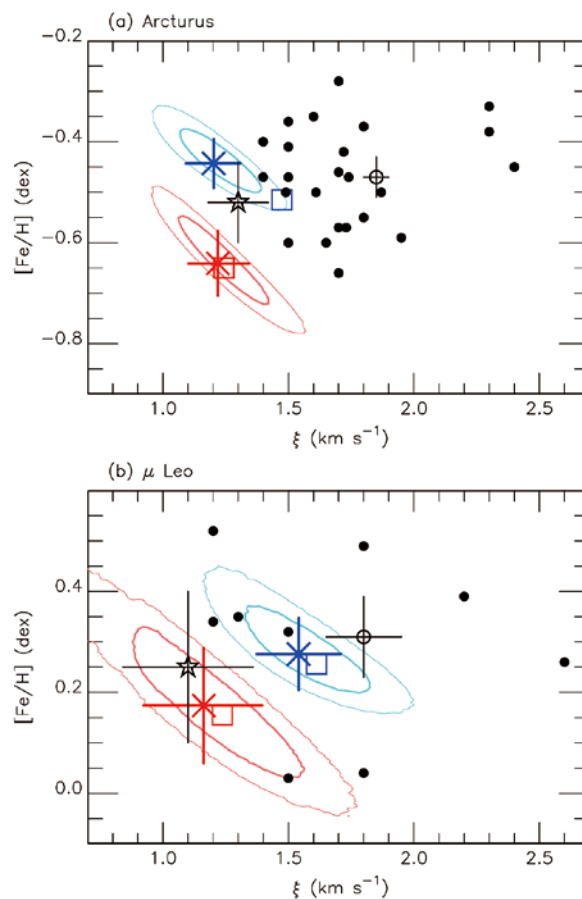 (a) Arcturus
−0.2
−0.4
−0.6
−0.8
[Fe/H] (dex)
1.0 1.5 2.0 2.5
ξ (km s⁻¹)
(b) μ Leo
0.4
0.2
0.0
[Fe/H] (dex)
1.0 1.5 2.0 2.5
ξ (km s⁻¹)